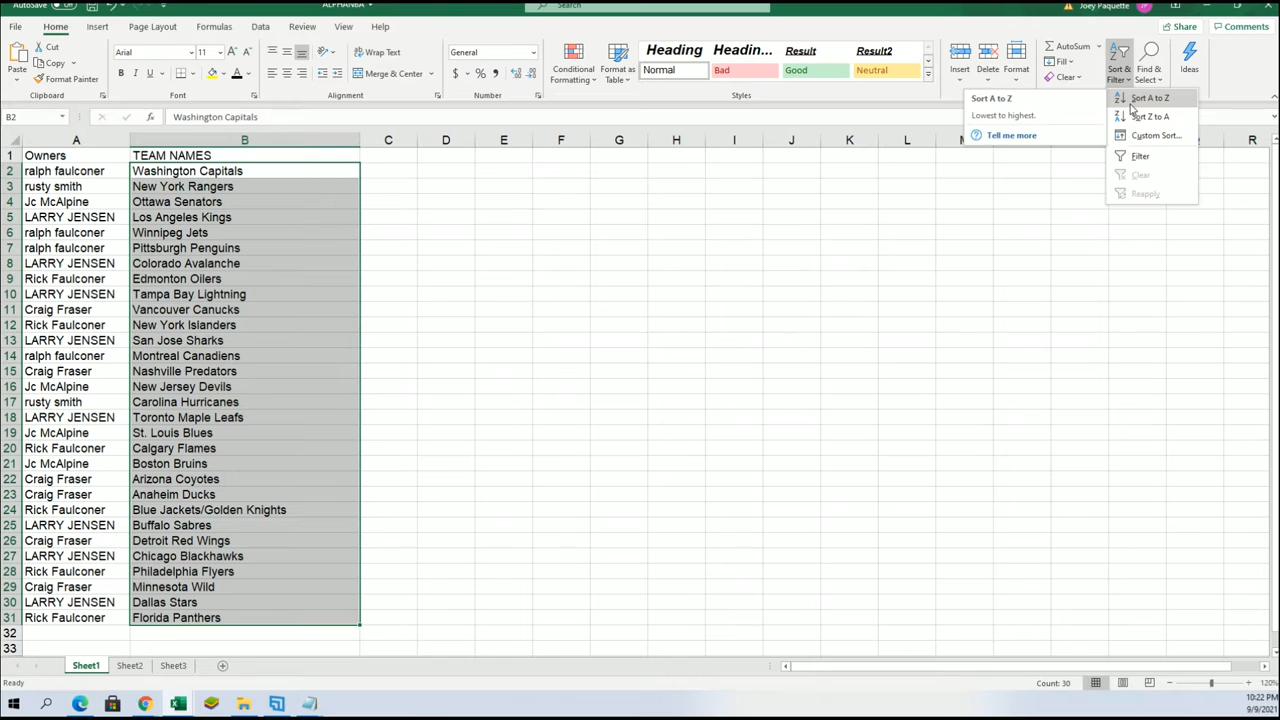 AutoSave Off ALPHANBA Search Joey Paquette JP
File Home Insert Page Layout Formulas Data Review View Help Share Comments
Cut Arial 11 Wrap Text General Heading Headin... Result Result2 AutoSum
Copy Fill
Paste Format Painter Merge & Center Conditional Formatting Format as Table Normal Bad Good Neutral Insert Delete Format Clear Sort & Filter Find & Select Ideas
Clipboard Font Alignment Number Styles Cells
Sort A to Z
Lowest to highest.
Tell me more
Sort A to Z
Sort Z to A
Custom Sort...
Filter
Clear
Reapply
B2 fx Washington Capitals
A B C D E F G H I J K L M R
1 Owners TEAM NAMES
2 ralph faulconer Washington Capitals
3 rusty smith New York Rangers
4 Jc McAlpine Ottawa Senators
5 LARRY JENSEN Los Angeles Kings
6 ralph faulconer Winnipeg Jets
7 ralph faulconer Pittsburgh Penguins
8 LARRY JENSEN Colorado Avalanche
9 Rick Faulconer Edmonton Oilers
10 LARRY JENSEN Tampa Bay Lightning
11 Craig Fraser Vancouver Canucks
12 Rick Faulconer New York Islanders
13 LARRY JENSEN San Jose Sharks
14 ralph faulconer Montreal Canadiens
15 Craig Fraser Nashville Predators
16 Jc McAlpine New Jersey Devils
17 rusty smith Carolina Hurricanes
18 LARRY JENSEN Toronto Maple Leafs
19 Jc McAlpine St. Louis Blues
20 Rick Faulconer Calgary Flames
21 Jc McAlpine Boston Bruins
22 Craig Fraser Arizona Coyotes
23 Craig Fraser Anaheim Ducks
24 Rick Faulconer Blue Jackets/Golden Knights
25 LARRY JENSEN Buffalo Sabres
26 Craig Fraser Detroit Red Wings
27 LARRY JENSEN Chicago Blackhawks
28 Rick Faulconer Philadelphia Flyers
29 Craig Fraser Minnesota Wild
30 LARRY JENSEN Dallas Stars
31 Rick Faulconer Florida Panthers
32
33
Sheet1 Sheet2 Sheet3
Ready Count: 30 120%
10:22 PM
9/9/2021